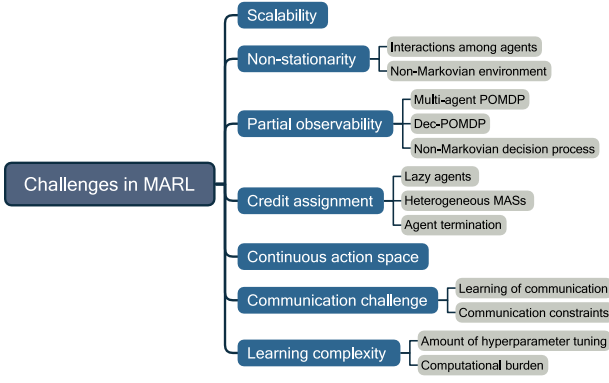 Challenges in MARL
Scalability
Non-stationarity
Interactions among agents
Non-Markovian environment
Partial observability
Multi-agent POMDP
Dec-POMDP
Non-Markovian decision process
Credit assignment
Lazy agents
Heterogeneous MASs
Agent termination
Continuous action space
Communication challenge
Learning of communication
Communication constraints
Learning complexity
Amount of hyperparameter tuning
Computational burden